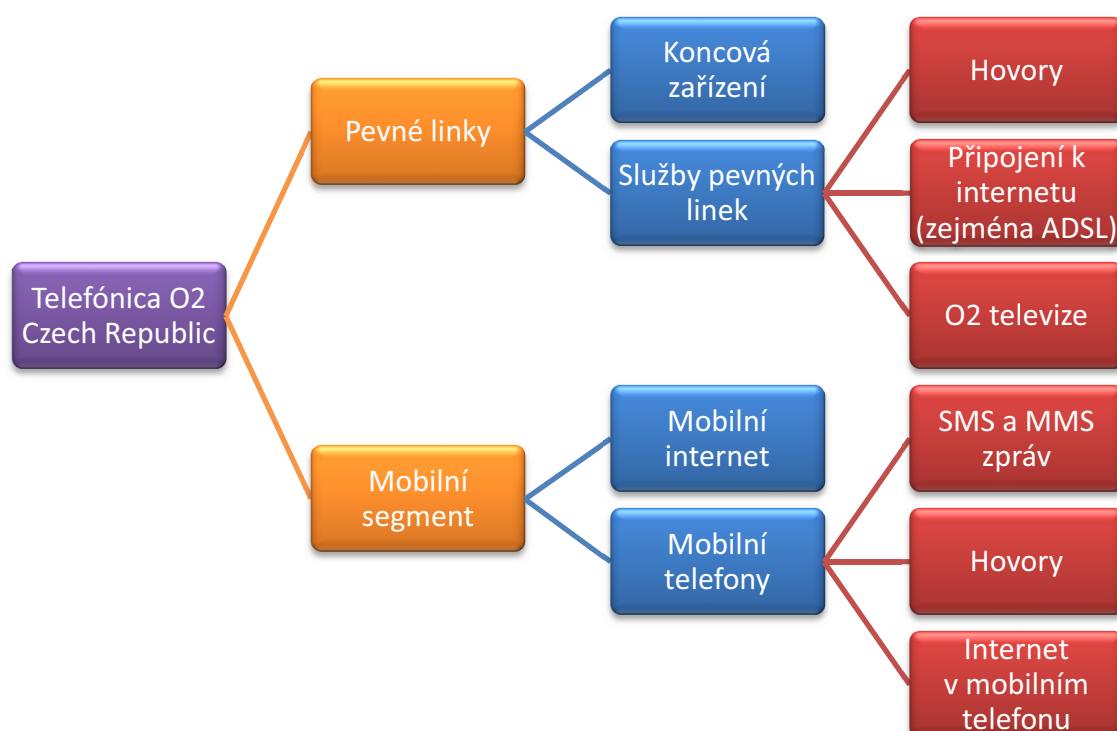 Telefónica O2
Czech Republic
Pevné linky
Koncová
zařízení
Služby pevných
linek
Hovory
Připojení k
internetu
(zejména ADSL)
O2 televize
Mobilní
segment
Mobilní
internet
Mobilní
telefony
SMS a MMS
zpráv
Hovory
Internet
v mobilním
telefonu